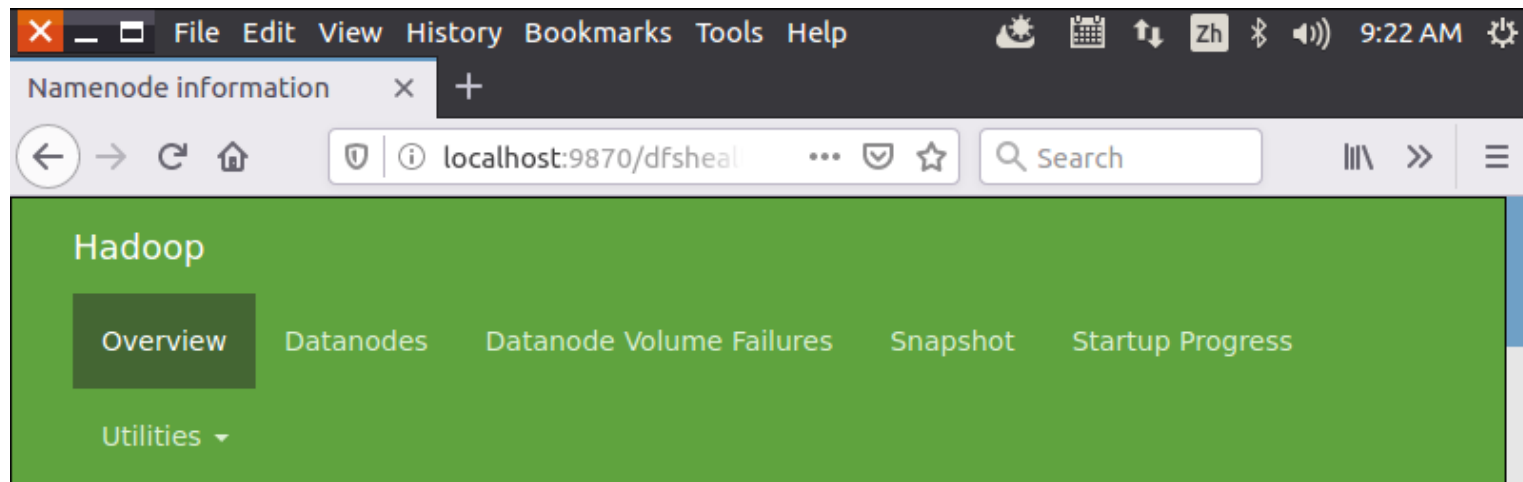 File Edit View History Bookmarks Tools Help Zh 9:22 AM
Namenode information
localhost:9870/dfsheal Search
Hadoop
Overview Datanodes Datanode Volume Failures Snapshot Startup Progress
Utilities